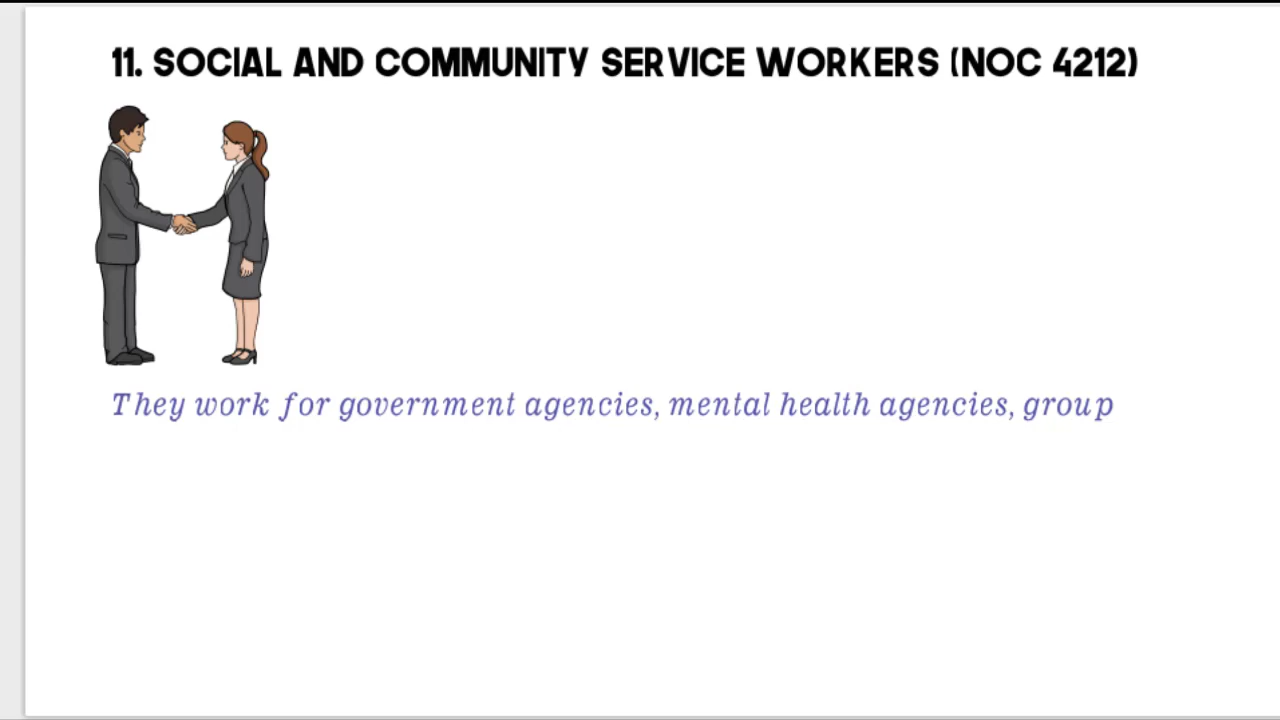 11. SOCIAL AND COMMUNITY SERVICE WORKERS (NOC 4212)
They work for government agencies, mental health agencies, group